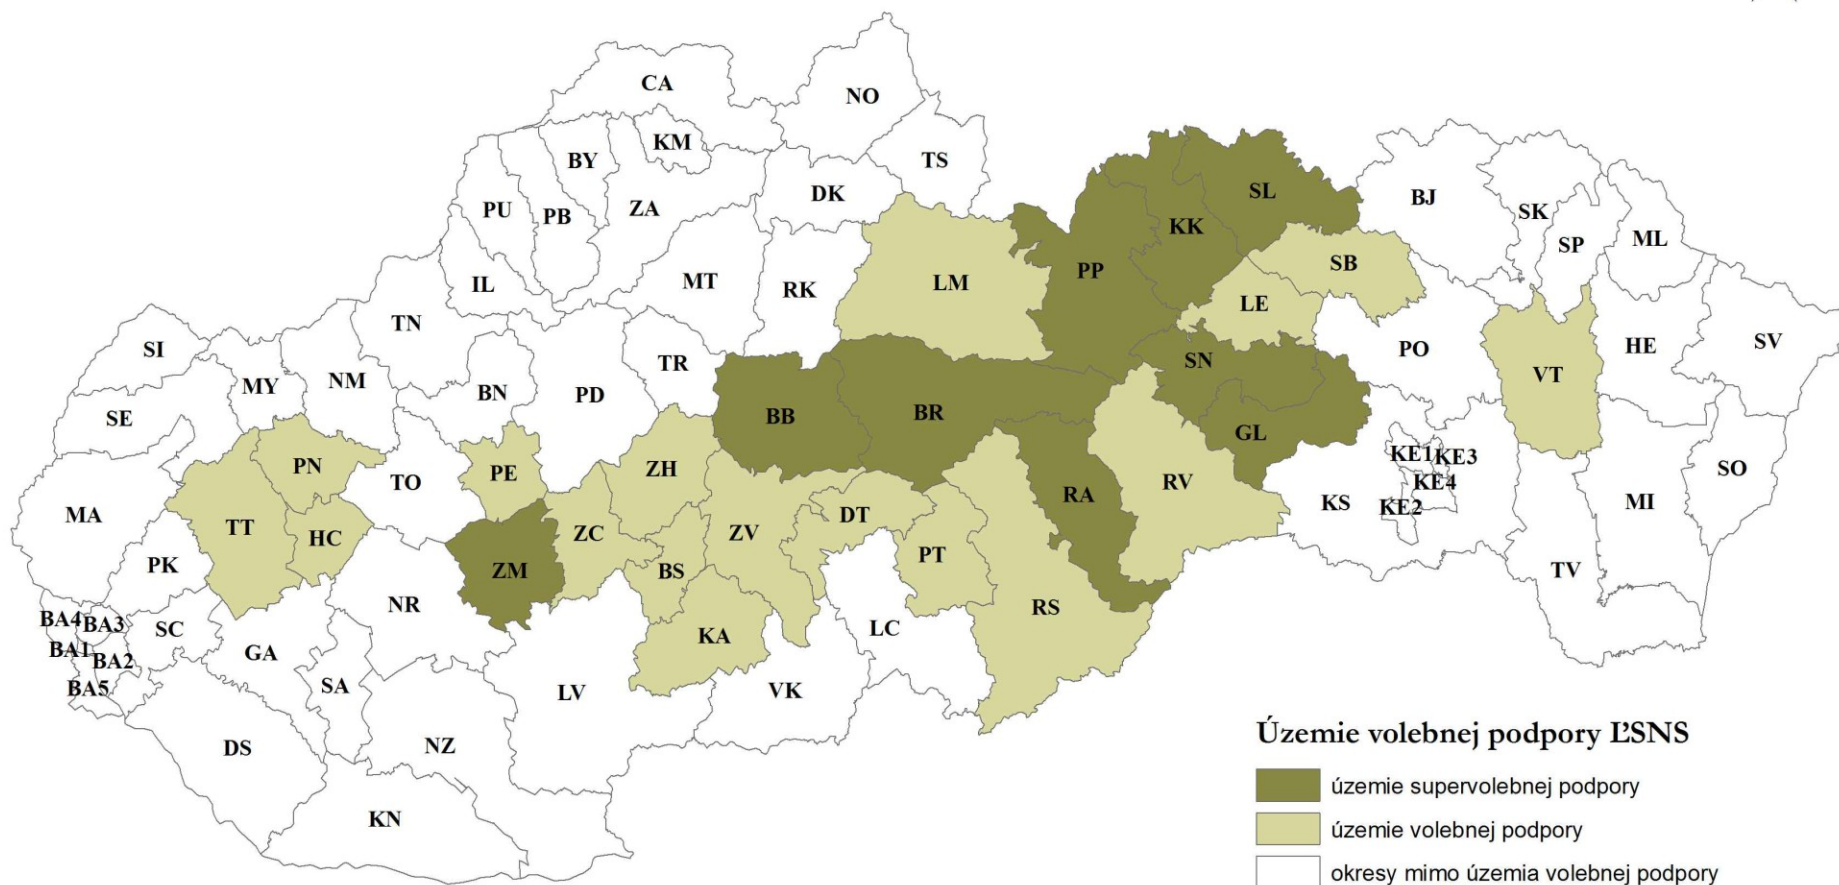 CA
NO
KM
BY
TS
DK
ZA
PU
PB
SL
BJ
SK
KK
SP
ML
IL
MT
RK
LM
PP
SB
LE
TN
SI
MY
NM
TR
SN
PO
HE
SV
VT
BN
PD
SE
BB
BR
GL
PN
PE
ZH
TO
RA
RV
KE1
KE3
KE4
KE2
KS
SO
MI
MA
TT
HC
ZC
ZV
DT
PT
PK
ZM
BS
TV
NR
RS
BA4
BA3
SC
KA
LC
BA1
BA2
GA
BA5
SA
LV
VK
DS
NZ
KN
Územie volebnej podpory ĽSNS
územie supervolebnej podpory
územie volebnej podpory
okresy mimo územia volebnej podpory